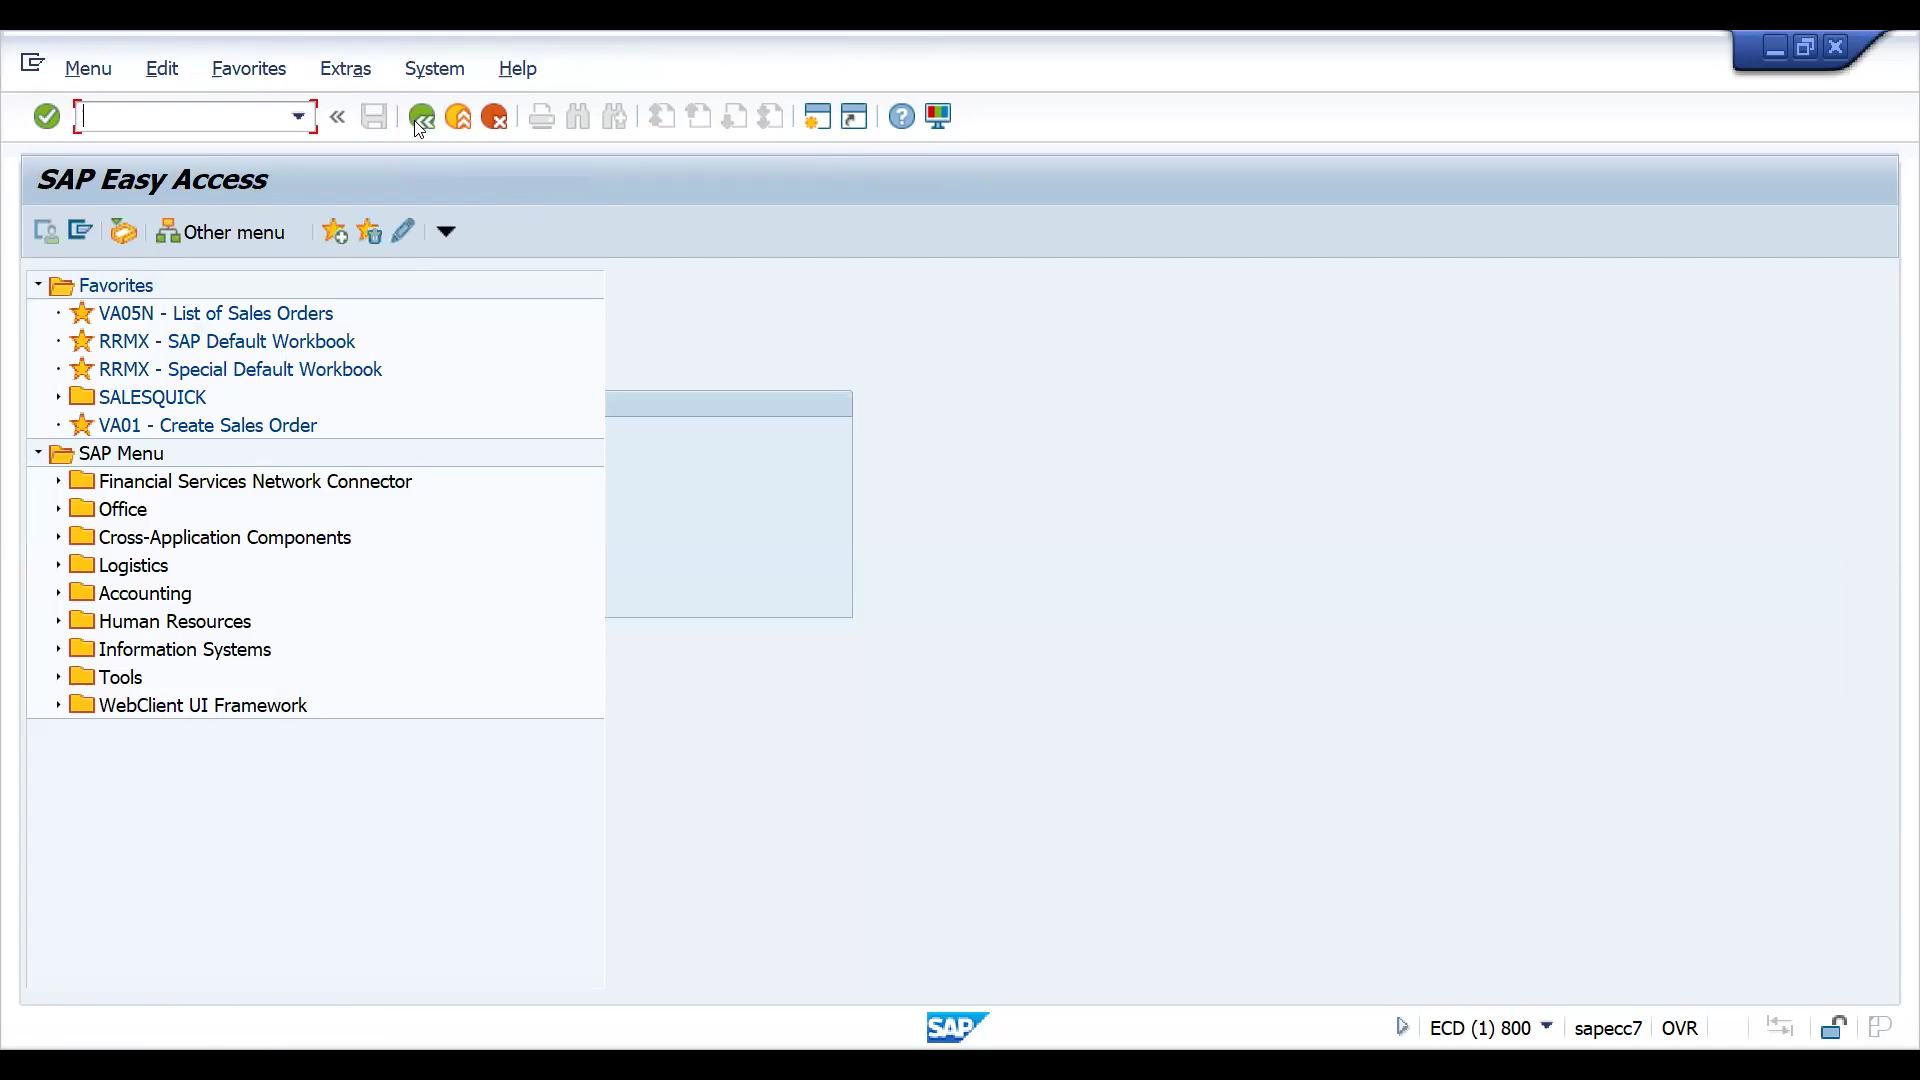 Menu Edit Favorites Extras System Help
SAP Easy Access
Other menu
Favorites
VA05N - List of Sales Orders
RRMX - SAP Default Workbook
RRMX - Special Default Workbook
SALESQUICK
VA01 - Create Sales Order
SAP Menu
Financial Services Network Connector
Office
Cross-Application Components
Logistics
Accounting
Human Resources
Information Systems
Tools
WebClient UI Framework
SAP ECD (1) 800 sapecc7 OVR